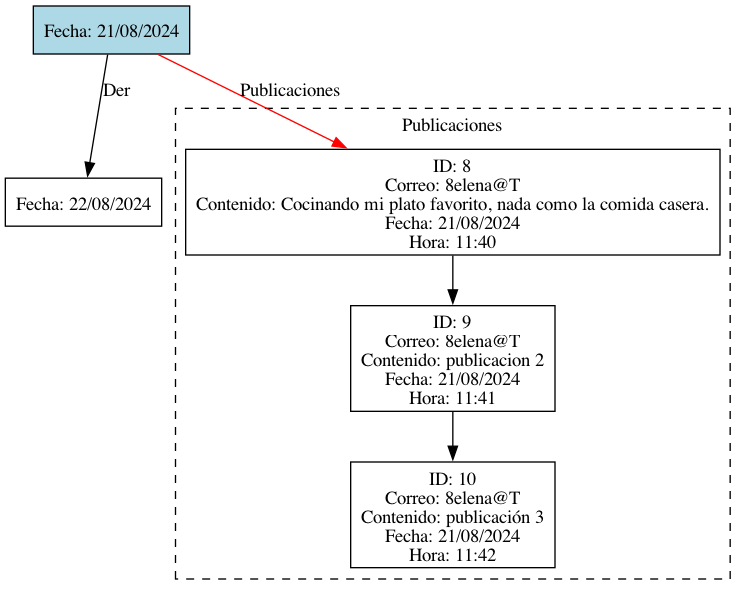 Fecha: 21/08/2024
Der
Publicaciones
Publicaciones
Fecha: 22/08/2024
ID: 8
Correo: 8elena@T
Contenido: Cocinando mi plato favorito, nada como la comida casera.
Fecha: 21/08/2024
Hora: 11:40
ID: 9
Correo: 8elena@T
Contenido: publicacion 2
Fecha: 21/08/2024
Hora: 11:41
ID: 10
Correo: 8elena@T
Contenido: publicación 3
Fecha: 21/08/2024
Hora: 11:42